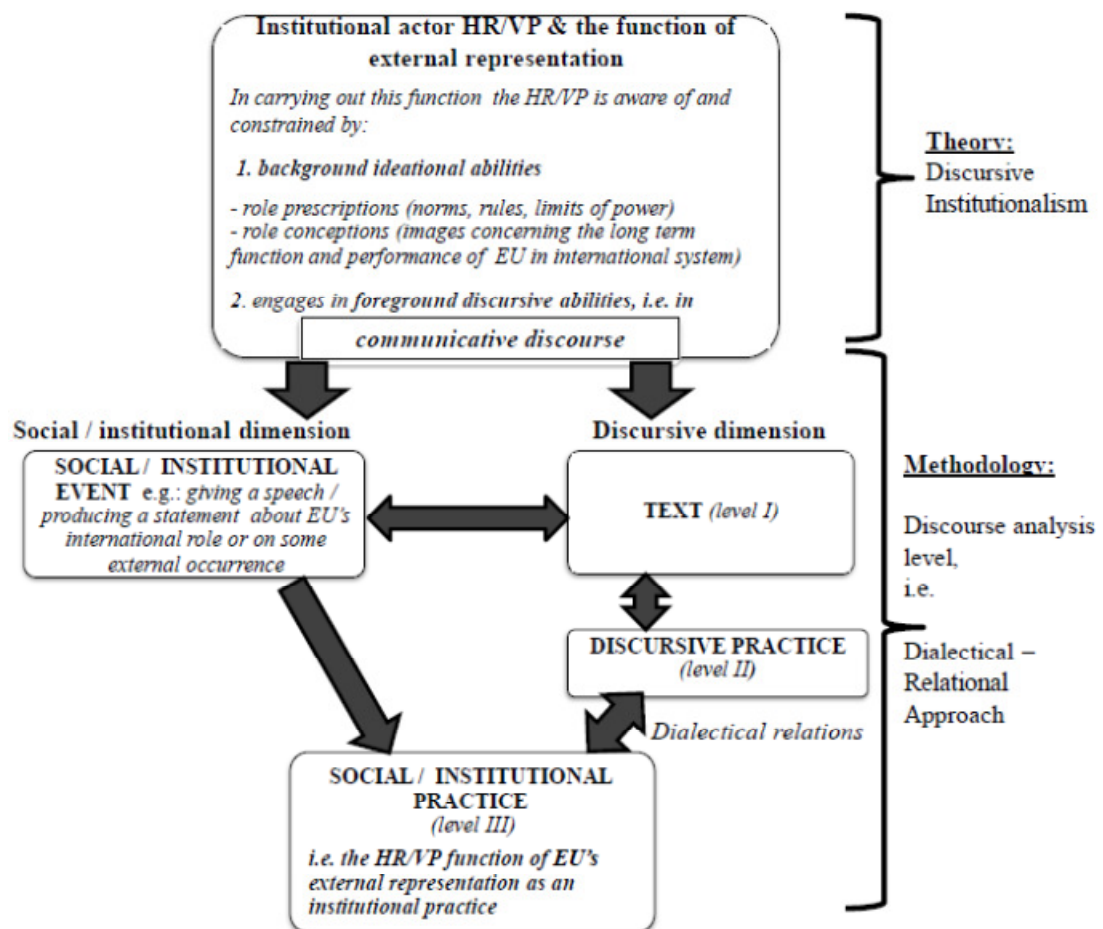 Institutional actor HR/VP & the function of
external representation
In carrying out this function the HR/VP is aware of and
constrained by:
1. background ideational abilities
- role prescriptions (norms, rules, limits of power)
- role conceptions (images concerning the long term
function and performance of EU in international system)
2. engages in foreground discursive abilities, i.e. in
communicative discourse
Theory:
Discursive
Institutionalism
Social / institutional dimension
SOCIAL / INSTITUTIONAL
EVENT e.g.: giving a speech /
producing a statement about EU's
international role or on some
external occurrence
Discursive dimension
TEXT (level I)
DISCURSIVE PRACTICE
(level II)
Dialectical relations
SOCIAL / INSTITUTIONAL
PRACTICE
(level III)
i.e. the HR/VP function of EU's
external representation as an
institutional practice
Methodology:
Discourse analysis
level,
i.e.
Dialectical –
Relational
Approach